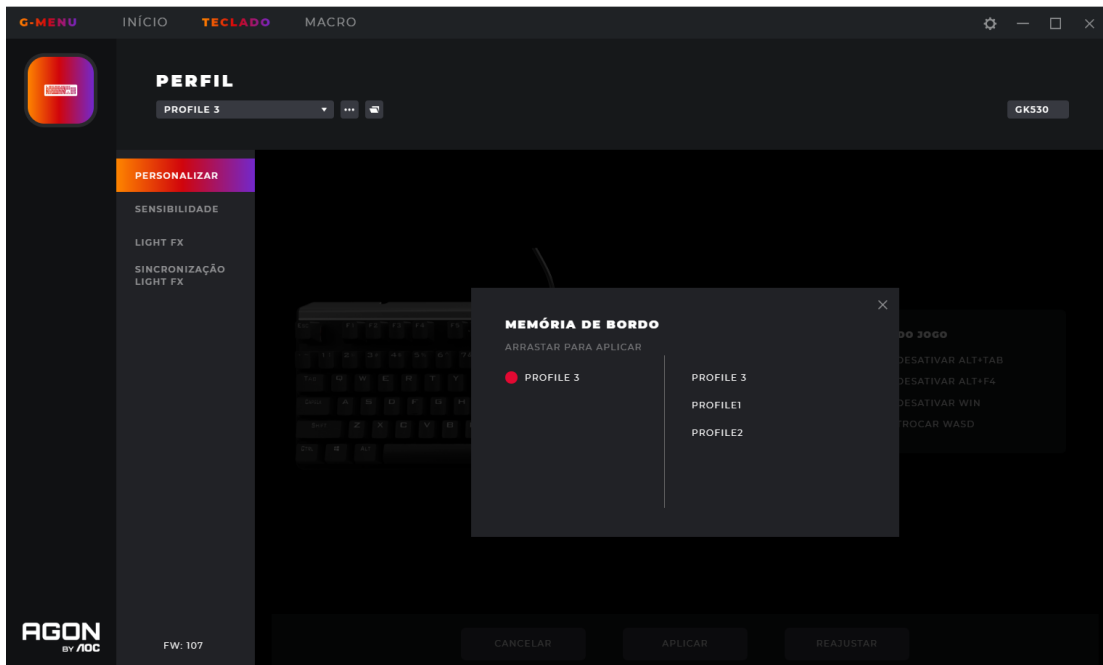 G-MENU INÍCIO TECLADO MACRO
PERFIL
PROFILE 3
GK530
PERSONALIZAR
SENSIBILIDADE
LIGHT FX
SINCRONIZAÇÃO
LIGHT FX
MEMÓRIA DE BORDO
ARRASTAR PARA APLICAR
PROFILE 3
PROFILE 3
PROFILE1
PROFILE2
DO JOGO
DESATIVAR ALT+TAB
DESATIVAR ALT+F4
DESATIVAR WIN
TROCAR WASD
CANCELAR APLICAR REAJUSTAR
FW: 107
AGON
BY AOC